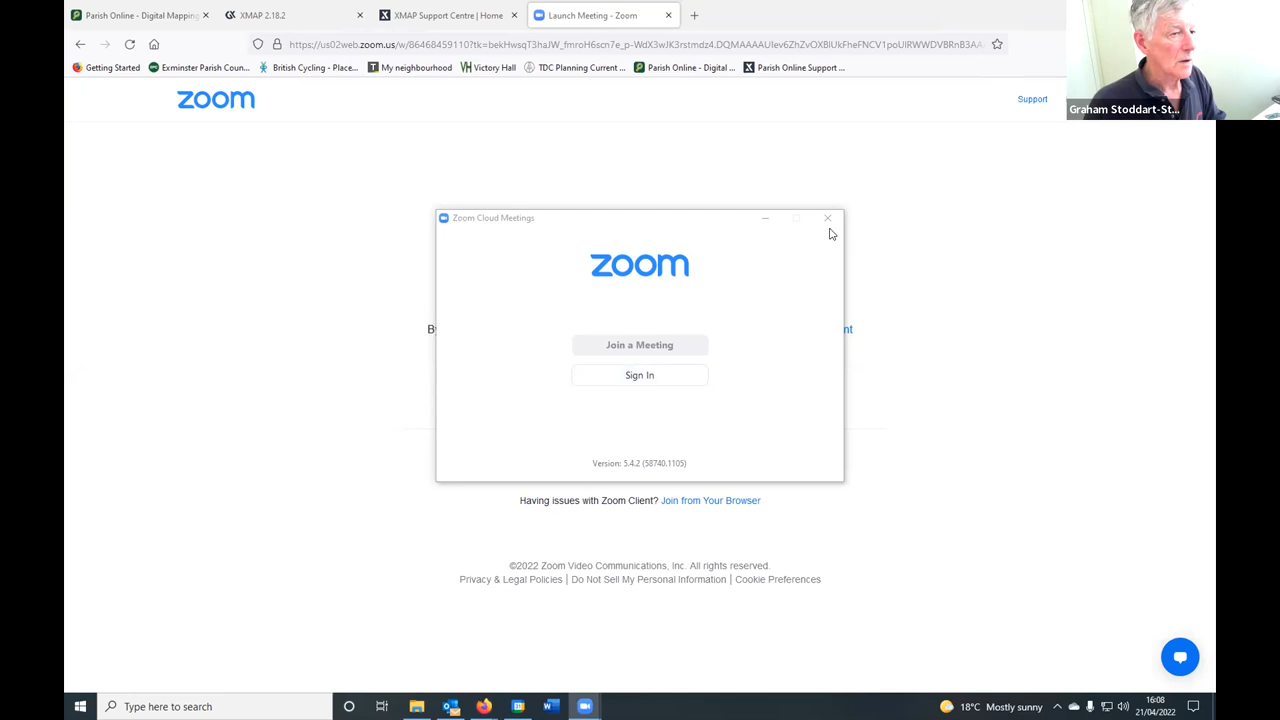 Parish Online - Digital Mapping
XMAP 2.18.2
XMAP Support Centre | Home
Launch Meeting - Zoom
Getting Started
Exminster Parish Coun...
British Cycling - Place...
My neighbourhood
Victory Hall
TDC Planning Current ...
Parish Online - Digital ...
Parish Online Support ...
zoom
Support
Graham Stoddart-St...
Zoom Cloud Meetings
zoom
Join a Meeting
Sign In
Version: 5.4.2 (58740.1105)
Having issues with Zoom Client? Join from Your Browser
©2022 Zoom Video Communications, Inc. All rights reserved.
Privacy & Legal Policies | Do Not Sell My Personal Information | Cookie Preferences
Type here to search
18°C Mostly sunny
16:08
21/04/2022